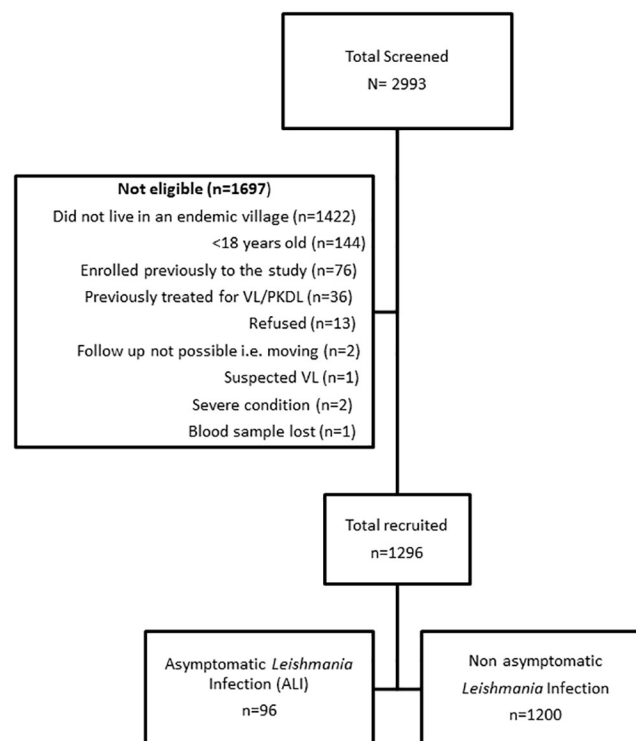 Total Screened
N= 2993
Not eligible (n=1697)
Did not live in an endemic village (n=1422)
<18 years old (n=144)
Enrolled previously to the study (n=76)
Previously treated for VL/PKDL (n=36)
Refused (n=13)
Follow up not possible i.e. moving (n=2)
Suspected VL (n=1)
Severe condition (n=2)
Blood sample lost (n=1)
Total recruited
n=1296
Asymptomatic Leishmania
Infection (ALI)
n=96
Non asymptomatic
Leishmania Infection
n=1200